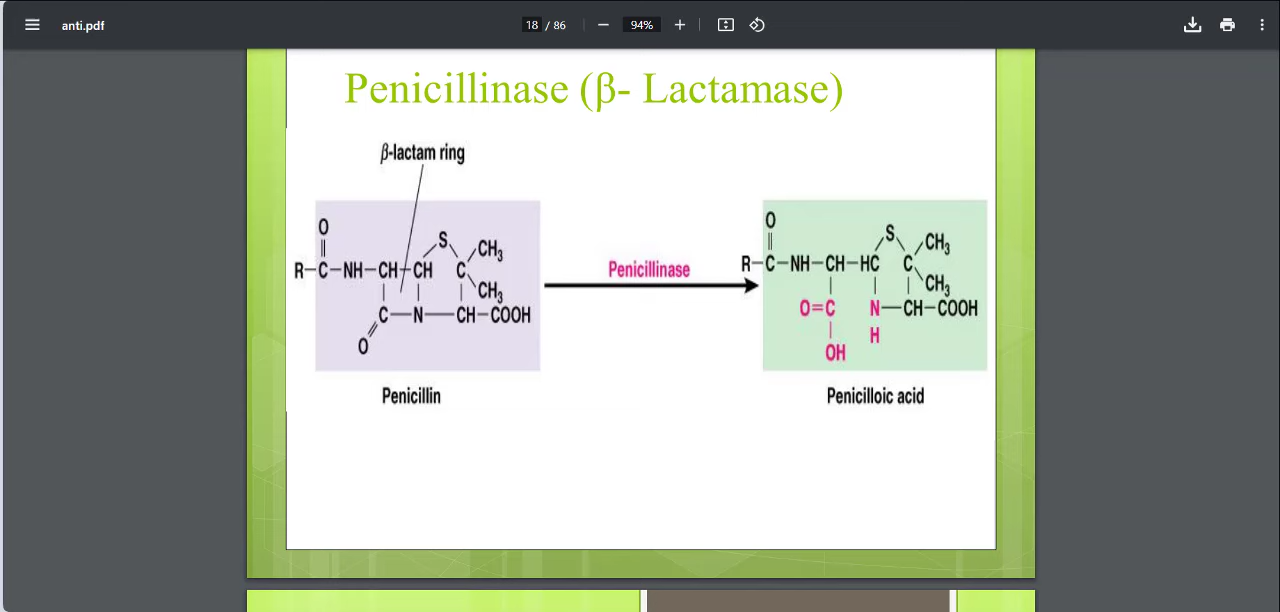 anti.pdf
18 / 86
94%
Penicillinase (β- Lactamase)
β-lactam ring
O
S
CH3
R–C–NH–CH–CH C
CH3
C–N–CH–COOH
O
Penicillin
Penicillinase
O
S
CH3
R–C–NH–CH–HC C
CH3
O=C N–CH–COOH
H
OH
Penicilloic acid